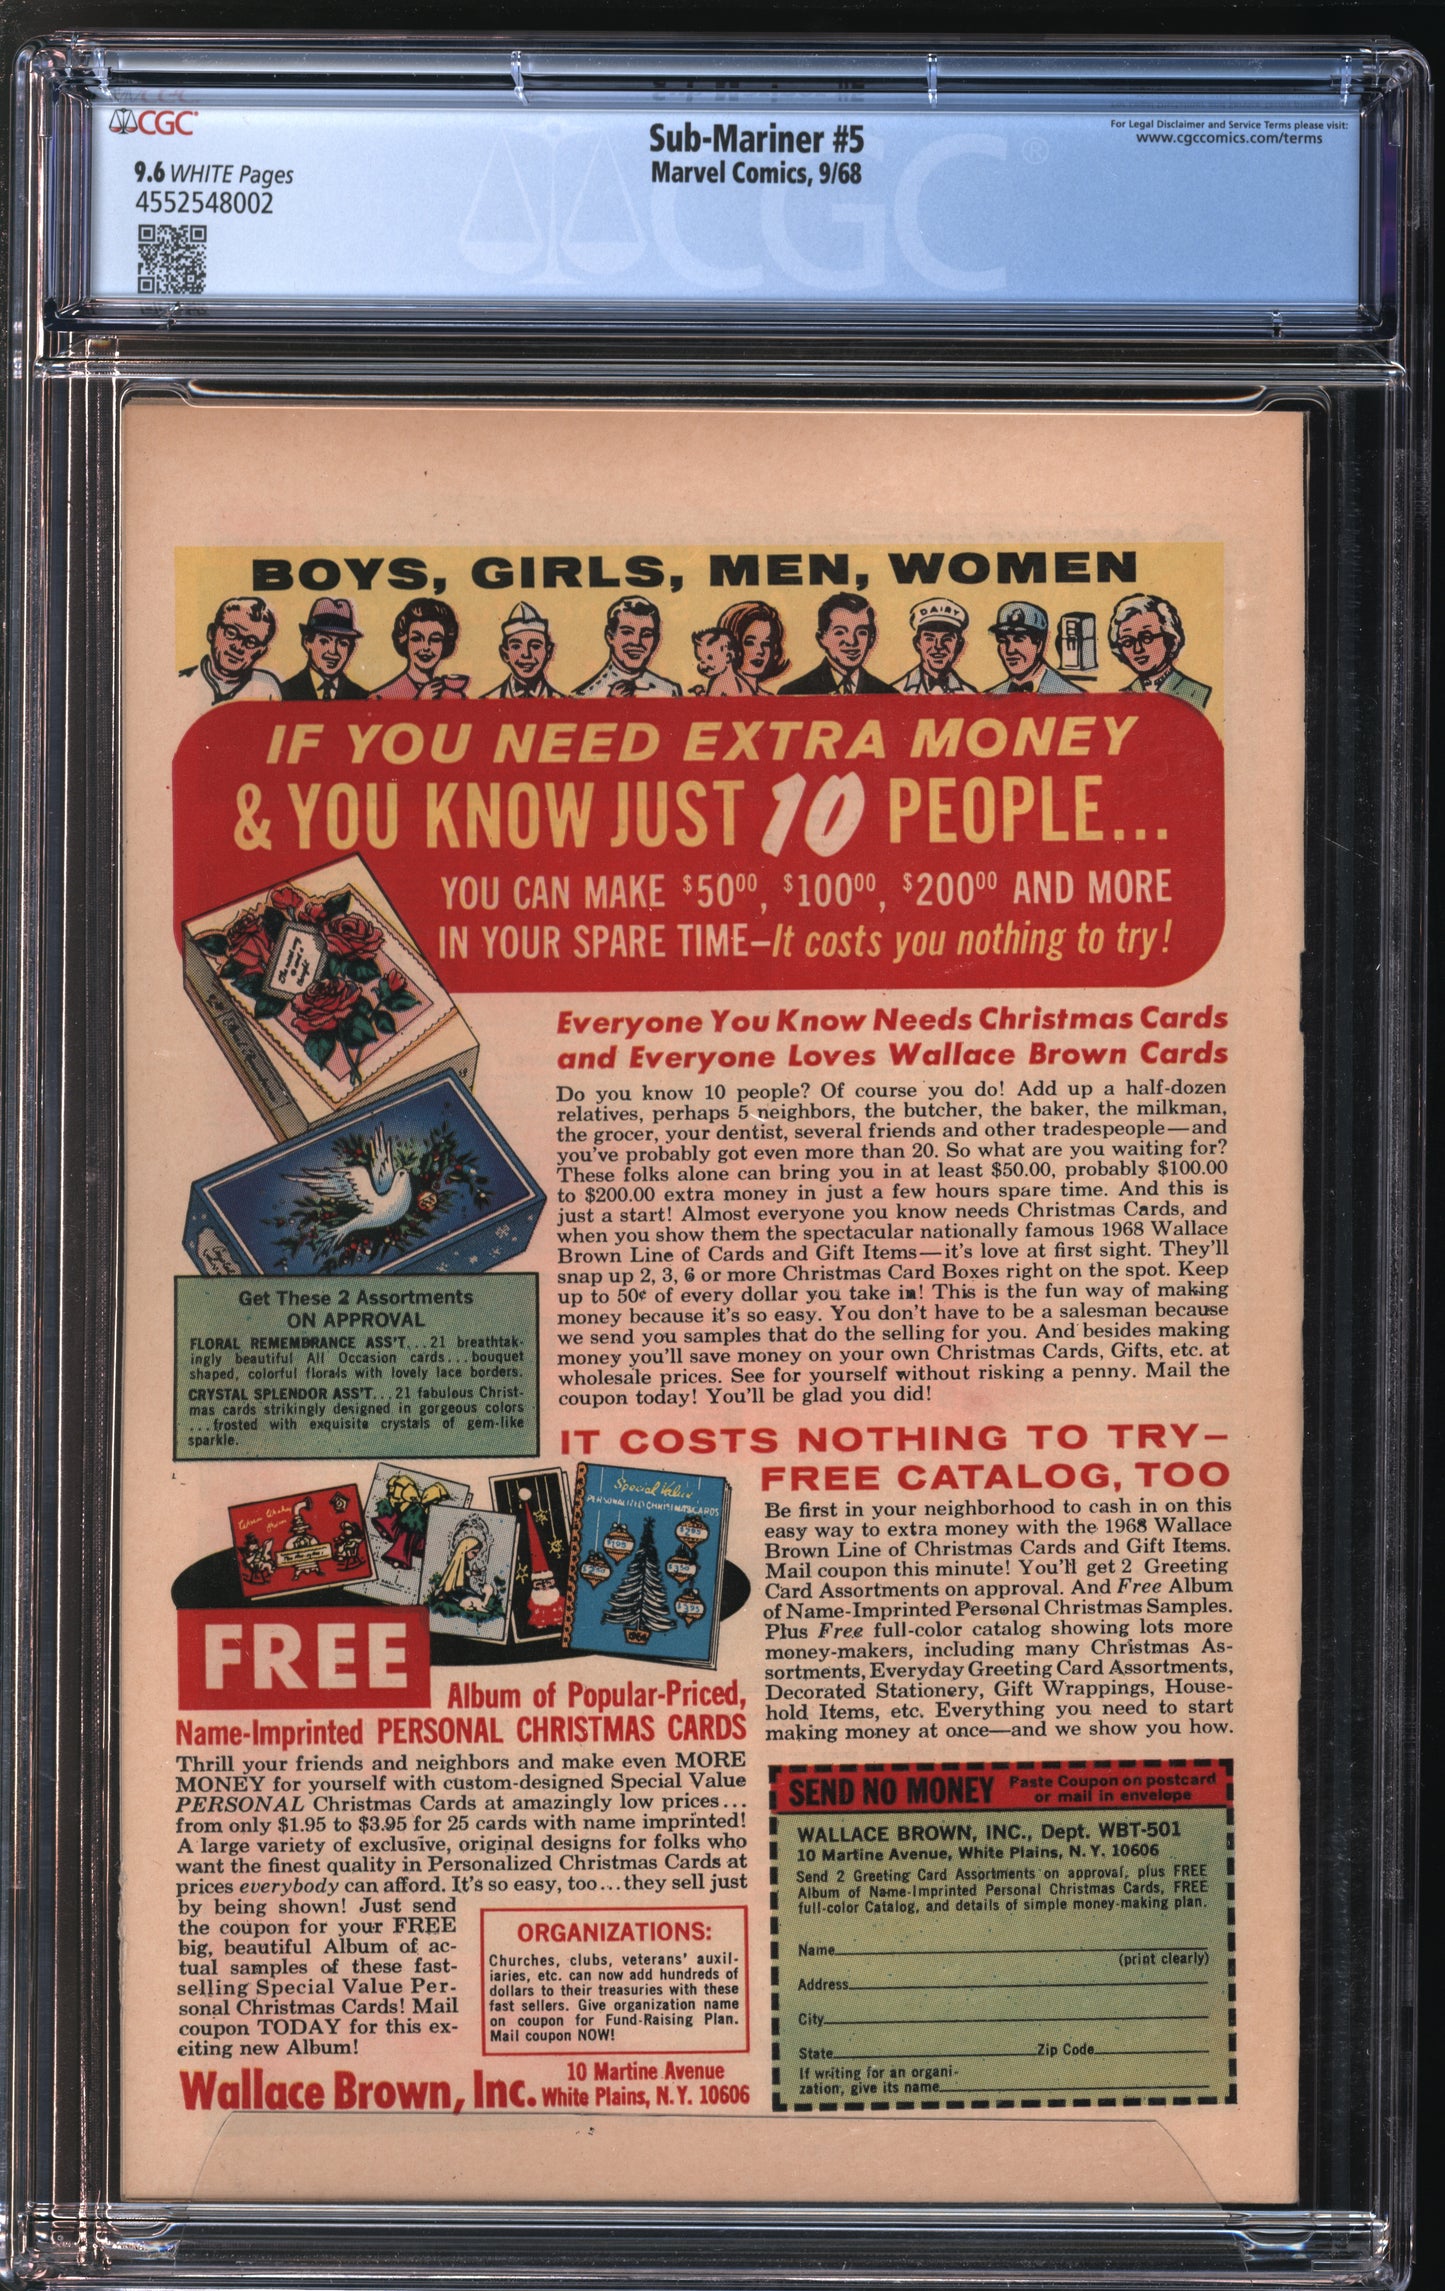 CGC
9.6 WHITE Pages
4552548002
Sub-Mariner #5
Marvel Comics, 9/68
For Legal Disclaimer and Service Terms please visit:
www.cgccomics.com/terms
CGC®
BOYS, GIRLS, MEN, WOMEN
DAIRY
IF YOU NEED EXTRA MONEY
& YOU KNOW JUST 10 PEOPLE...
YOU CAN MAKE $50⁰⁰, $100⁰⁰, $200⁰⁰ AND MORE
IN YOUR SPARE TIME–It costs you nothing to try!
Everyone You Know Needs Christmas Cards
and Everyone Loves Wallace Brown Cards
Do you know 10 people? Of course you do! Add up a half-dozen
relatives, perhaps 5 neighbors, the butcher, the baker, the milkman,
the grocer, your dentist, several friends and other tradespeople—and
you've probably got even more than 20. So what are you waiting for?
These folks alone can bring you in at least $50.00, probably $100.00
to $200.00 extra money in just a few hours spare time. And this is
just a start! Almost everyone you know needs Christmas Cards, and
when you show them the spectacular nationally famous 1968 Wallace
Brown Line of Cards and Gift Items—it's love at first sight. They'll
snap up 2, 3, 6 or more Christmas Card Boxes right on the spot. Keep
up to 50¢ of every dollar you take in! This is the fun way of making
money because it's so easy. You don't have to be a salesman because
we send you samples that do the selling for you. And besides making
money you'll save money on your own Christmas Cards, Gifts, etc. at
wholesale prices. See for yourself without risking a penny. Mail the
coupon today! You'll be glad you did!
Get These 2 Assortments
ON APPROVAL
FLORAL REMEMBRANCE ASS'T...21 breathtak-
ingly beautiful All Occasion cards...bouquet
shaped, colorful florals with lovely lace borders.
CRYSTAL SPLENDOR ASS'T...21 fabulous Christ-
mas cards strikingly designed in gorgeous colors
...frosted with exquisite crystals of gem-like
sparkle.
IT COSTS NOTHING TO TRY–
FREE CATALOG, TOO
Be first in your neighborhood to cash in on this
easy way to extra money with the 1968 Wallace
Brown Line of Christmas Cards and Gift Items.
Mail coupon this minute! You'll get 2 Greeting
Card Assortments on approval. And Free Album
of Name-Imprinted Personal Christmas Samples.
Plus Free full-color catalog showing lots more
money-makers, including many Christmas As-
sortments, Everyday Greeting Card Assortments,
Decorated Stationery, Gift Wrappings, House-
hold Items, etc. Everything you need to start
making money at once—and we show you how.
Special Value
PERSONALIZED CHRISTMAS CARDS
$1.95
$2.95
$3.50
$3.95
FREE
Album of Popular-Priced,
Name-Imprinted PERSONAL CHRISTMAS CARDS
Thrill your friends and neighbors and make even MORE
MONEY for yourself with custom-designed Special Value
PERSONAL Christmas Cards at amazingly low prices...
from only $1.95 to $3.95 for 25 cards with name imprinted!
A large variety of exclusive, original designs for folks who
want the finest quality in Personalized Christmas Cards at
prices everybody can afford. It's so easy, too...they sell just
by being shown! Just send
the coupon for your FREE
big, beautiful Album of ac-
tual samples of these fast-
selling Special Value Per-
sonal Christmas Cards! Mail
coupon TODAY for this ex-
citing new Album!
ORGANIZATIONS:
Churches, clubs, veterans' auxil-
iaries, etc. can now add hundreds of
dollars to their treasuries with these
fast sellers. Give organization name
on coupon for Fund-Raising Plan.
Mail coupon NOW!
Wallace Brown, Inc. 10 Martine Avenue
White Plains, N.Y. 10606
SEND NO MONEY Paste Coupon on postcard
or mail in envelope
WALLACE BROWN, INC., Dept. WBT-501
10 Martine Avenue, White Plains, N.Y. 10606
Send 2 Greeting Card Assortments on approval, plus FREE
Album of Name-Imprinted Personal Christmas Cards, FREE
full-color Catalog, and details of simple money-making plan.
Name
(print clearly)
Address
City
State Zip Code
If writing for an organi-
zation, give its name